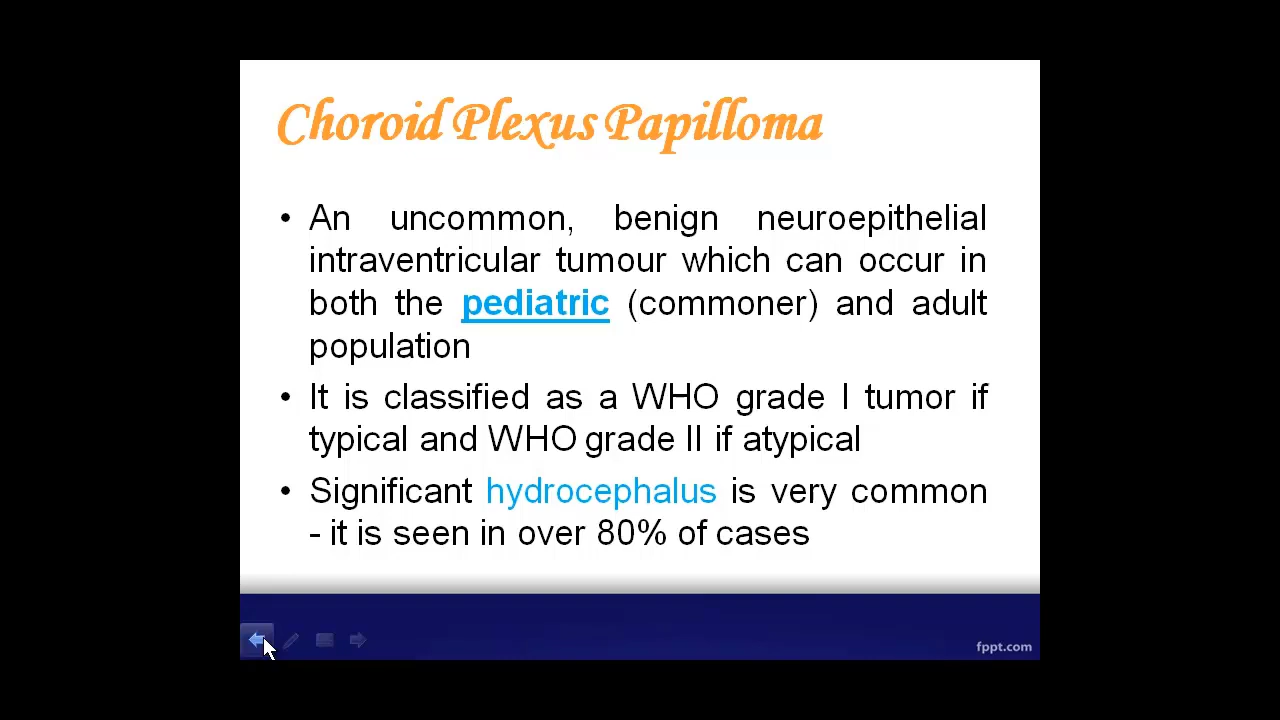 Choroid Plexus Papilloma
• An uncommon, benign neuroepithelial
intraventricular tumour which can occur in
both the pediatric (commoner) and adult
population
• It is classified as a WHO grade I tumor if
typical and WHO grade II if atypical
• Significant hydrocephalus is very common
- it is seen in over 80% of cases
fppt.com